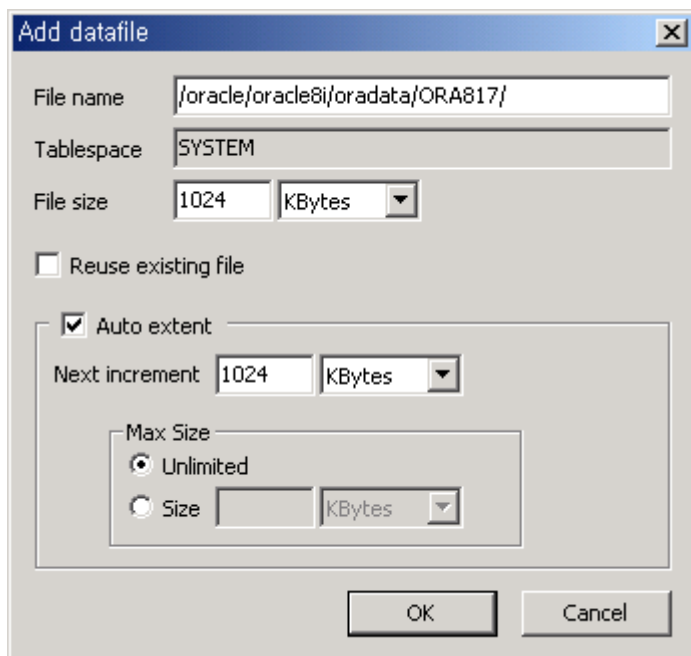 Add datafile
File name /oracle/oracle8i/oradata/ORA817/
Tablespace SYSTEM
File size 1024 KBytes
Reuse existing file
Auto extent
Next increment 1024 KBytes
Max Size
Unlimited
Size KBytes
OK Cancel